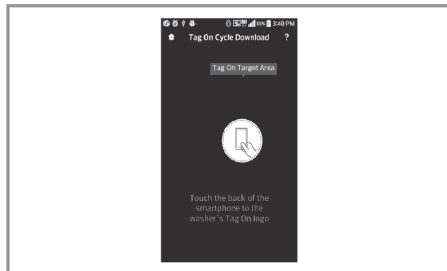 3:40 PM
Tag On Cycle Download ?
Tag On Target Area
Touch the back of the
smartphone to the
washer's Tag On logo